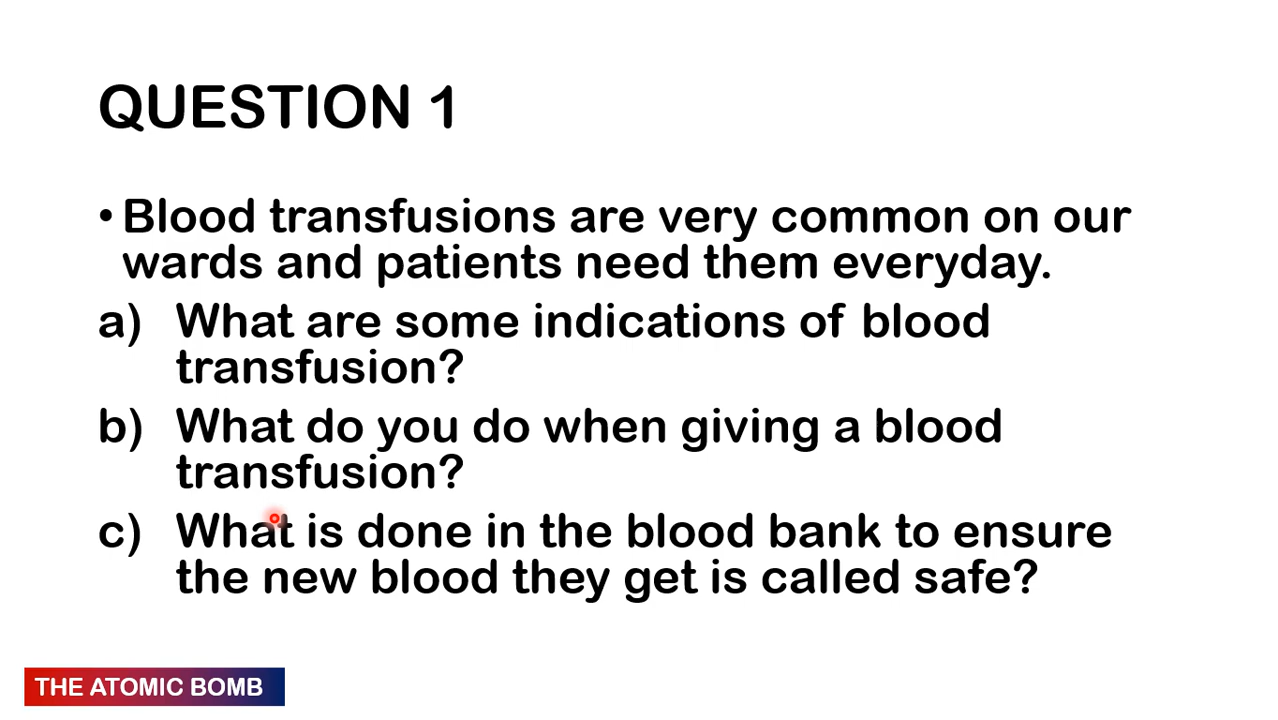 QUESTION 1
• Blood transfusions are very common on our
wards and patients need them everyday.
a) What are some indications of blood
transfusion?
b) What do you do when giving a blood
transfusion?
c) What is done in the blood bank to ensure
the new blood they get is called safe?
THE ATOMIC BOMB